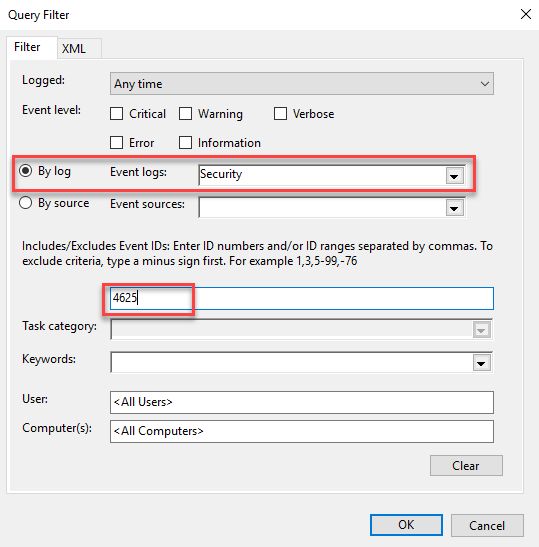 Query Filter
Filter XML
Logged: Any time
Event level: Critical Warning Verbose
Error Information
By log Event logs: Security
By source Event sources:
Includes/Excludes Event IDs: Enter ID numbers and/or ID ranges separated by commas. To
exclude criteria, type a minus sign first. For example 1,3,5-99,-76
4625
Task category:
Keywords:
User: <All Users>
Computer(s): <All Computers>
Clear
OK Cancel